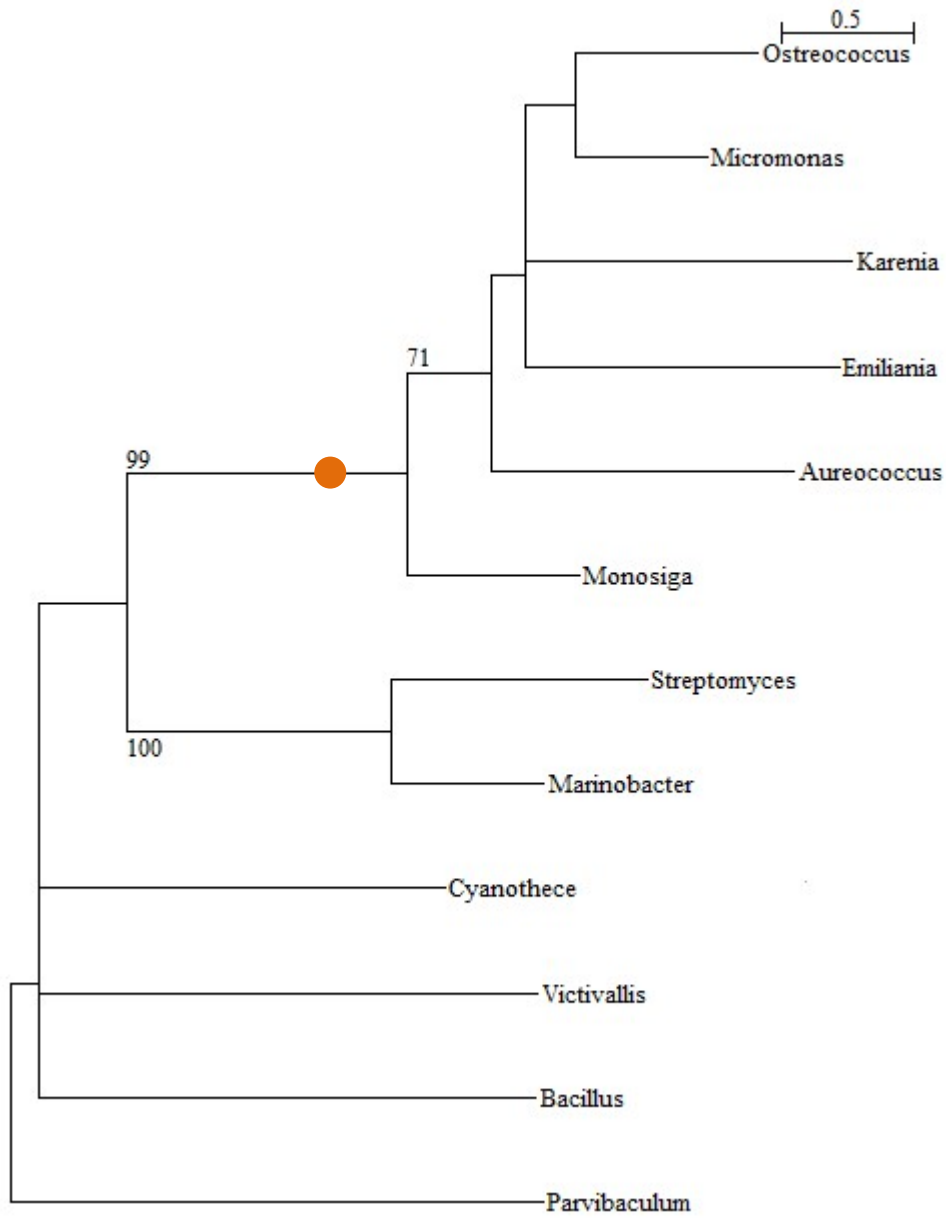 0.5
Ostreococcus
Micromonas
Karenia
71
Emiliania
99
Aureococcus
Monosiga
Streptomyces
100
Marinobacter
Cyanothece
Victivallis
Bacillus
Parvibaculum